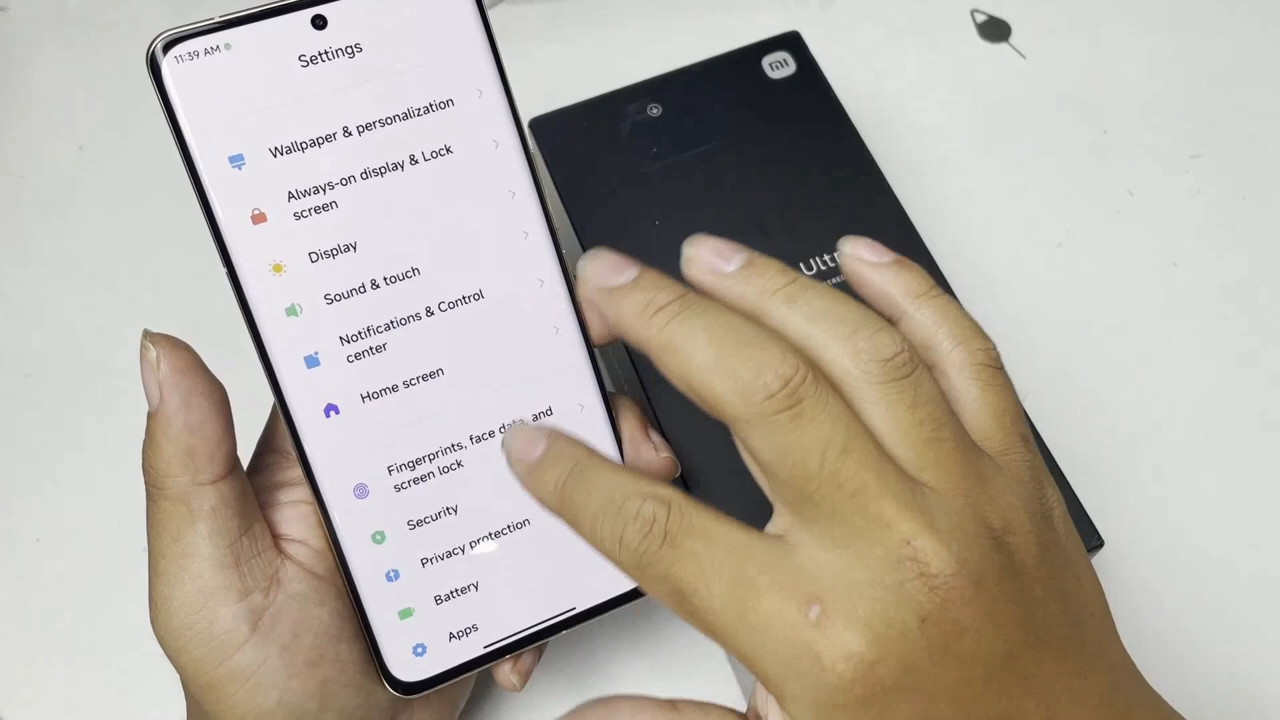 11:39 AM
Settings
Wallpaper & personalization
Always-on display & Lock
screen
Display
Sound & touch
Notifications & Control
center
Home screen
Fingerprints, face data, and
screen lock
Security
Privacy protection
Battery
Apps
mi